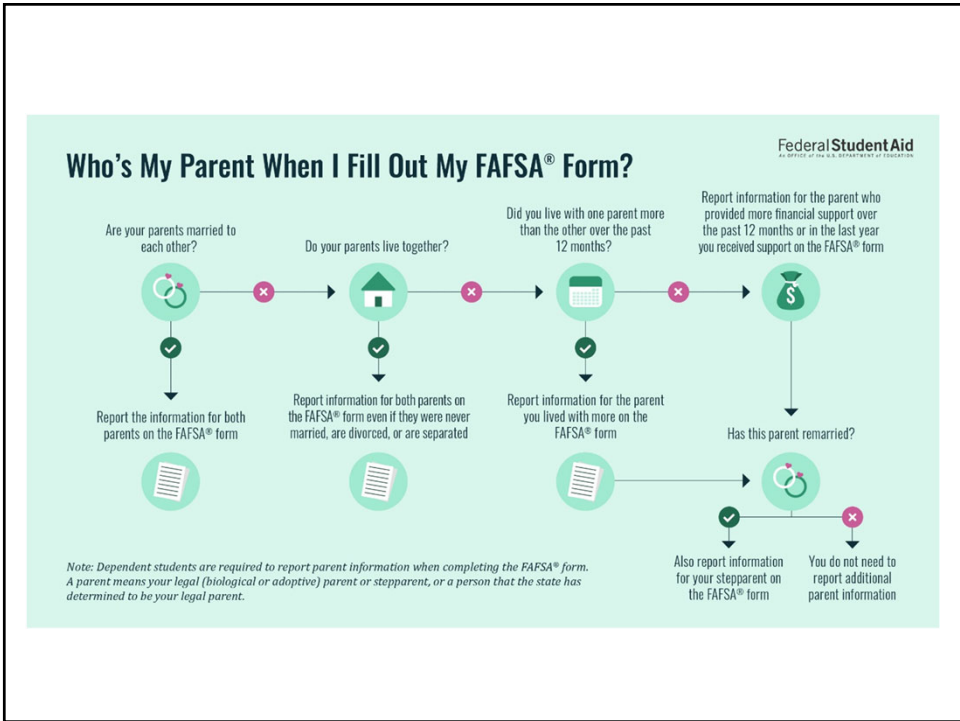 Federal Student Aid
An OFFICE of the U.S. DEPARTMENT of EDUCATION
Who's My Parent When I Fill Out My FAFSA® Form?
Are your parents married to
each other?
Do your parents live together?
Did you live with one parent more
than the other over the past
12 months?
Report information for the parent who
provided more financial support over
the past 12 months or in the last year
you received support on the FAFSA® form
$
Report the information for both
parents on the FAFSA® form
Report information for both parents on
the FAFSA® form even if they were never
married, are divorced, or are separated
Report information for the parent
you lived with more on the
FAFSA® form
Has this parent remarried?
Also report information
for your stepparent on
the FAFSA® form
You do not need to
report additional
parent information
Note: Dependent students are required to report parent information when completing the FAFSA® form.
A parent means your legal (biological or adoptive) parent or stepparent, or a person that the state has
determined to be your legal parent.